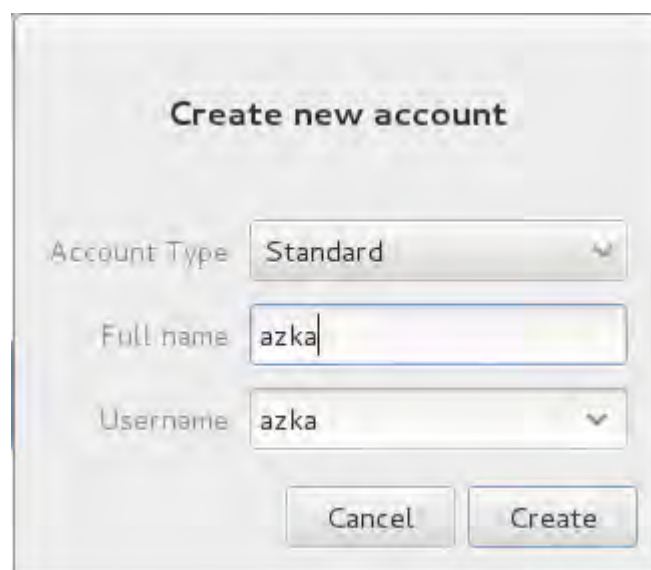 Create new account
Account Type Standard
Full name azka
Username azka
Cancel Create